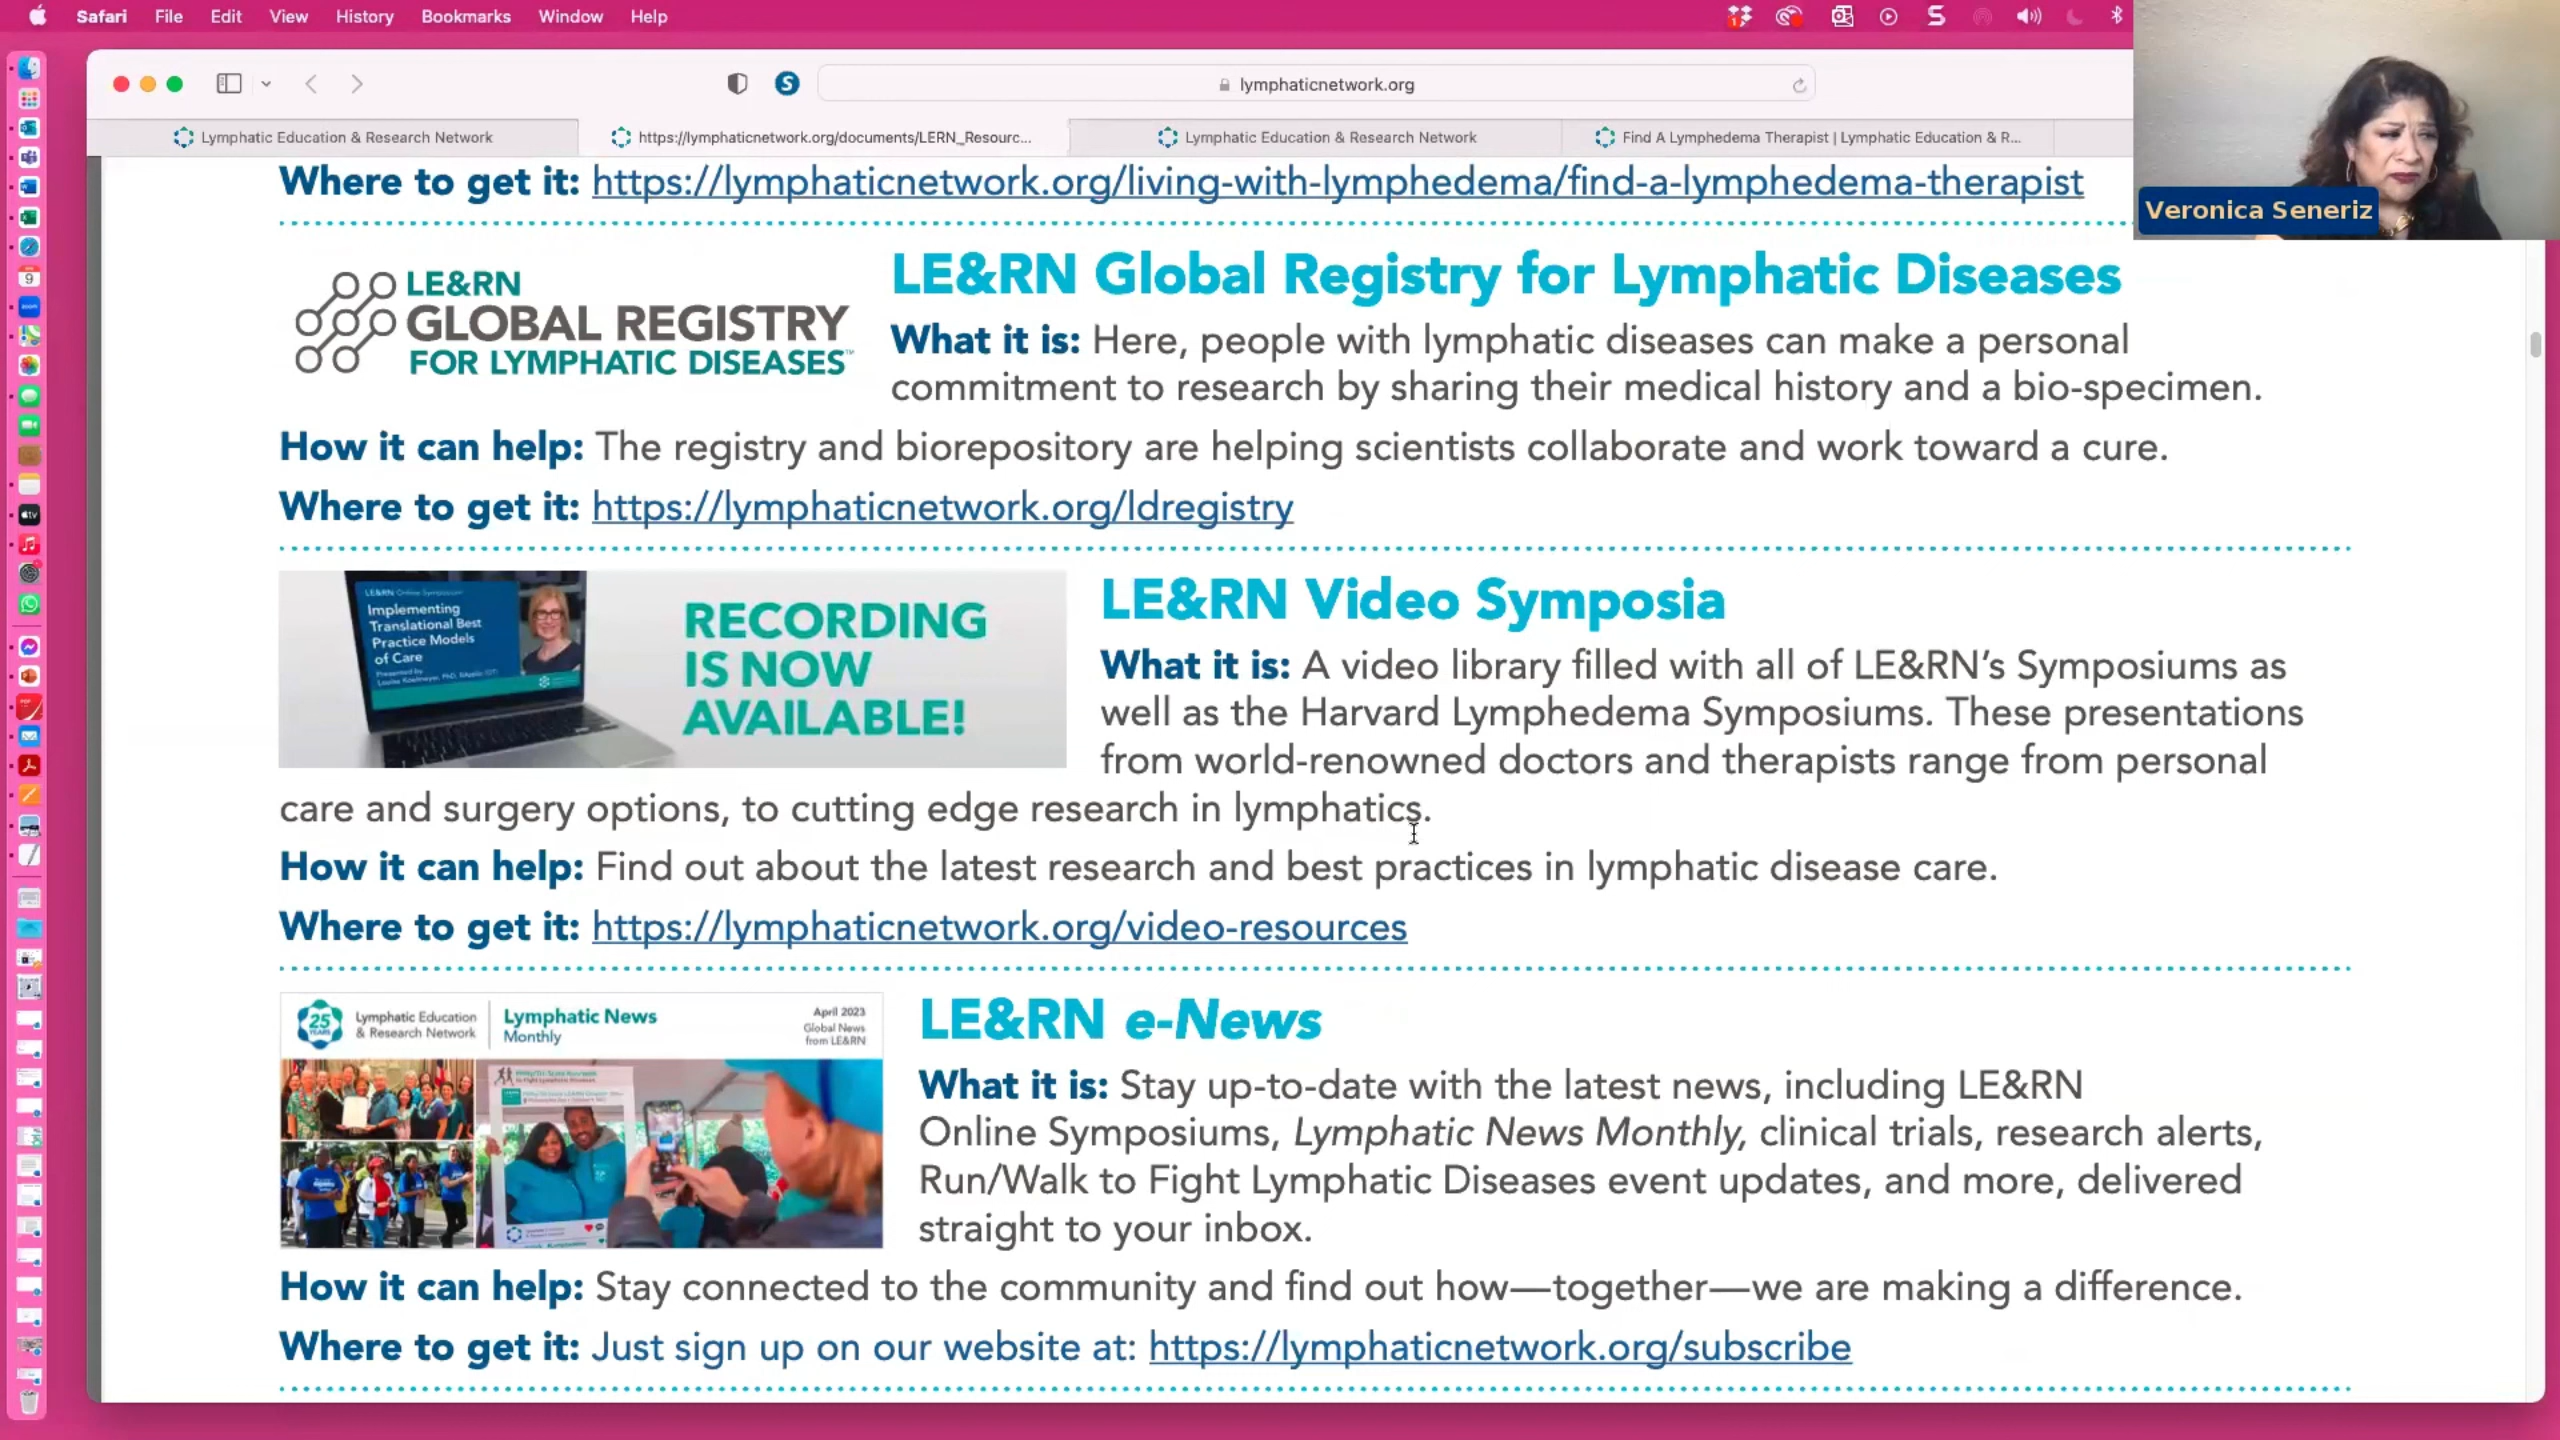 Safari File Edit View History Bookmarks Window Help
lymphaticnetwork.org
Lymphatic Education & Research Network
https://lymphaticnetwork.org/documents/LERN_Resourc...
Lymphatic Education & Research Network
Find A Lymphedema Therapist | Lymphatic Education & R...
Veronica Seneriz
Where to get it: https://lymphaticnetwork.org/living-with-lymphedema/find-a-lymphedema-therapist
LE&RN
GLOBAL REGISTRY
FOR LYMPHATIC DISEASES™
LE&RN Global Registry for Lymphatic Diseases
What it is: Here, people with lymphatic diseases can make a personal
commitment to research by sharing their medical history and a bio-specimen.
How it can help: The registry and biorepository are helping scientists collaborate and work toward a cure.
Where to get it: https://lymphaticnetwork.org/ldregistry
LE&RN Online Symposium
Implementing
Translational Best
Practice Models
of Care
RECORDING
IS NOW
AVAILABLE!
LE&RN Video Symposia
What it is: A video library filled with all of LE&RN’s Symposiums as
well as the Harvard Lymphedema Symposiums. These presentations
from world-renowned doctors and therapists range from personal
care and surgery options, to cutting edge research in lymphatics.
How it can help: Find out about the latest research and best practices in lymphatic disease care.
Where to get it: https://lymphaticnetwork.org/video-resources
25
YEARS
Lymphatic Education
& Research Network
Lymphatic News
Monthly
April 2023
Global News
from LE&RN
LE&RN e-News
What it is: Stay up-to-date with the latest news, including LE&RN
Online Symposiums, Lymphatic News Monthly, clinical trials, research alerts,
Run/Walk to Fight Lymphatic Diseases event updates, and more, delivered
straight to your inbox.
How it can help: Stay connected to the community and find out how—together—we are making a difference.
Where to get it: Just sign up on our website at: https://lymphaticnetwork.org/subscribe